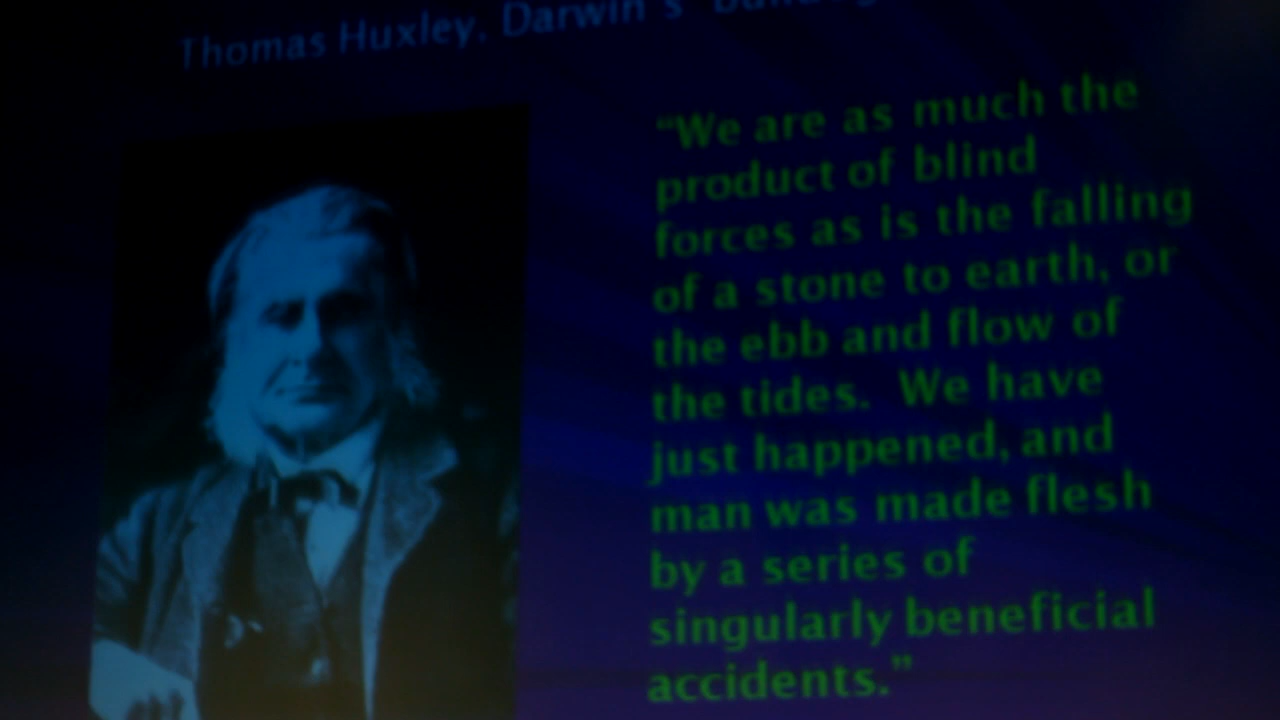 Thomas Huxley, Darwin's "Bulldog
"We are as much the
product of blind
forces as is the falling
of a stone to earth, or
the ebb and flow of
the tides. We have
just happened, and
man was made flesh
by a series of
singularly beneficial
accidents."